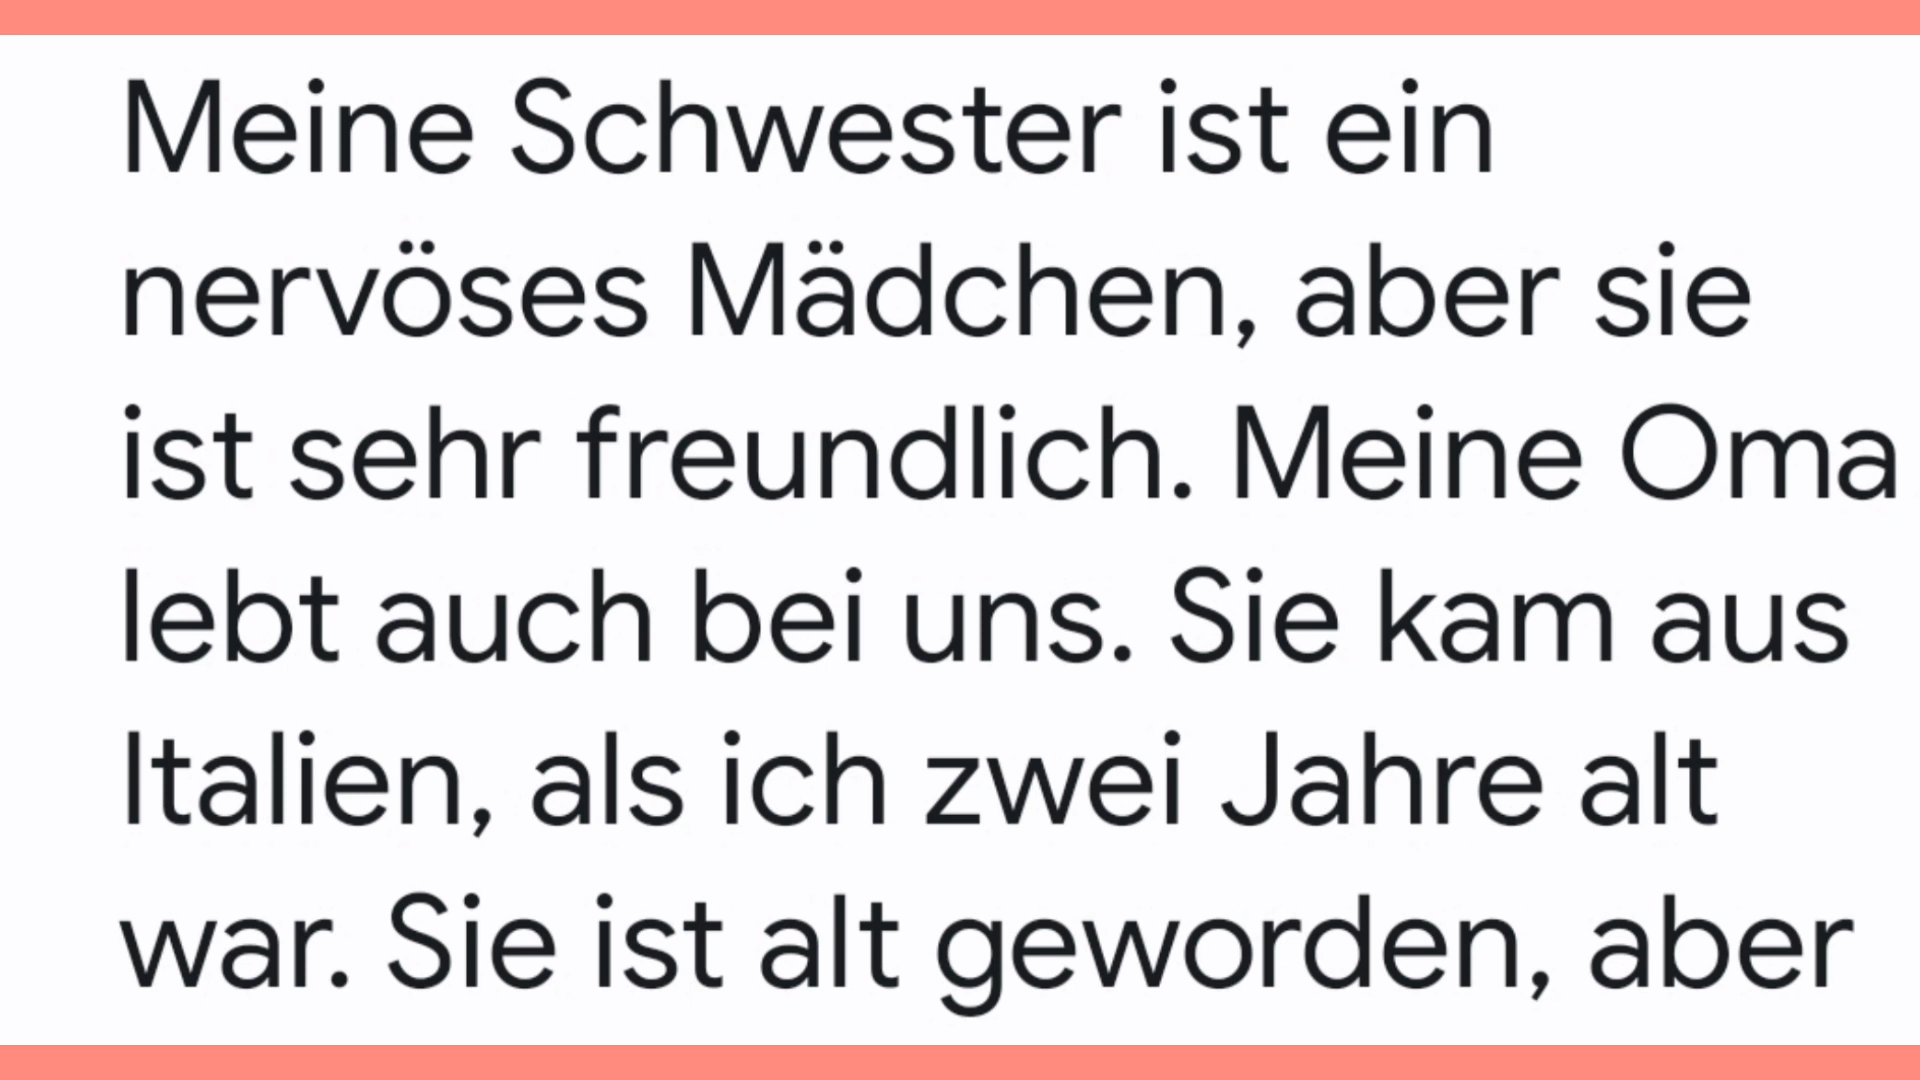 Meine Schwester ist ein
nervöses Mädchen, aber sie
ist sehr freundlich. Meine Oma
lebt auch bei uns. Sie kam aus
Italien, als ich zwei Jahre alt
war. Sie ist alt geworden, aber